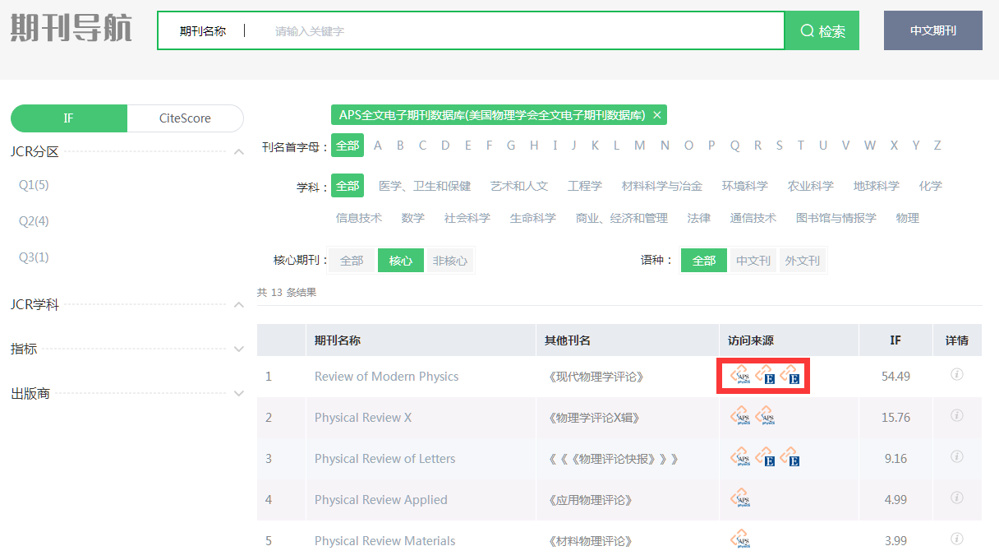 期刊导航
期刊名称 | 请输入关键字 检索 中文期刊
IF CiteScore
JCR分区
Q1(5)
Q2(4)
Q3(1)
JCR学科
指标
出版商
APS全文电子期刊数据库(美国物理学会全文电子期刊数据库) ×
刊名首字母: 全部 A B C D E F G H I J K L M N O P Q R S T U V W X Y Z
学科: 全部 医学、卫生和保健 艺术和人文 工程学 材料科学与冶金 环境科学 农业科学 地球科学 化学
信息技术 数学 社会科学 生命科学 商业、经济和管理 法律 通信技术 图书馆与情报学 物理
核心期刊: 全部 核心 非核心 语种: 全部 中文刊 外文刊
共 13 条结果
期刊名称 其他刊名 访问来源 IF 详情
1 Review of Modern Physics 《现代物理学评论》 APS physics E E 54.49
2 Physical Review X 《物理学评论X辑》 APS physics APS physics 15.76
3 Physical Review of Letters 《《《物理评论快报》》》 APS physics E E 9.16
4 Physical Review Applied 《应用物理评论》 APS physics 4.99
5 Physical Review Materials 《材料物理评论》 APS physics 3.99